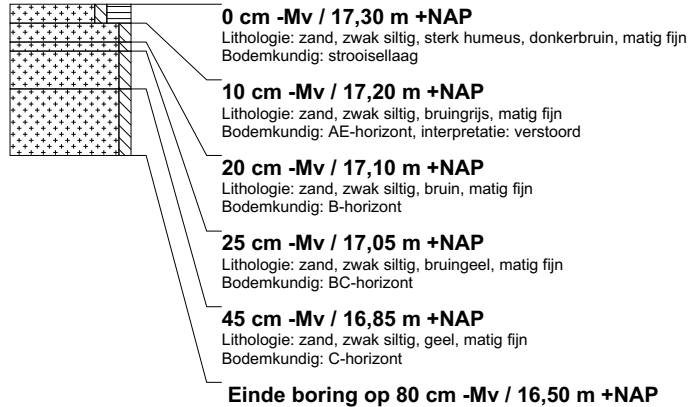 0 cm -Mv / 17,30 m +NAP
Lithologie: zand, zwak siltig, sterk humeus, donkerbruin, matig fijn
Bodemkundig: strooisellaag
10 cm -Mv / 17,20 m +NAP
Lithologie: zand, zwak siltig, bruingrijs, matig fijn
Bodemkundig: AE-horizont, interpretatie: verstoord
20 cm -Mv / 17,10 m +NAP
Lithologie: zand, zwak siltig, bruin, matig fijn
Bodemkundig: B-horizont
25 cm -Mv / 17,05 m +NAP
Lithologie: zand, zwak siltig, bruingeel, matig fijn
Bodemkundig: BC-horizont
45 cm -Mv / 16,85 m +NAP
Lithologie: zand, zwak siltig, geel, matig fijn
Bodemkundig: C-horizont
Einde boring op 80 cm -Mv / 16,50 m +NAP